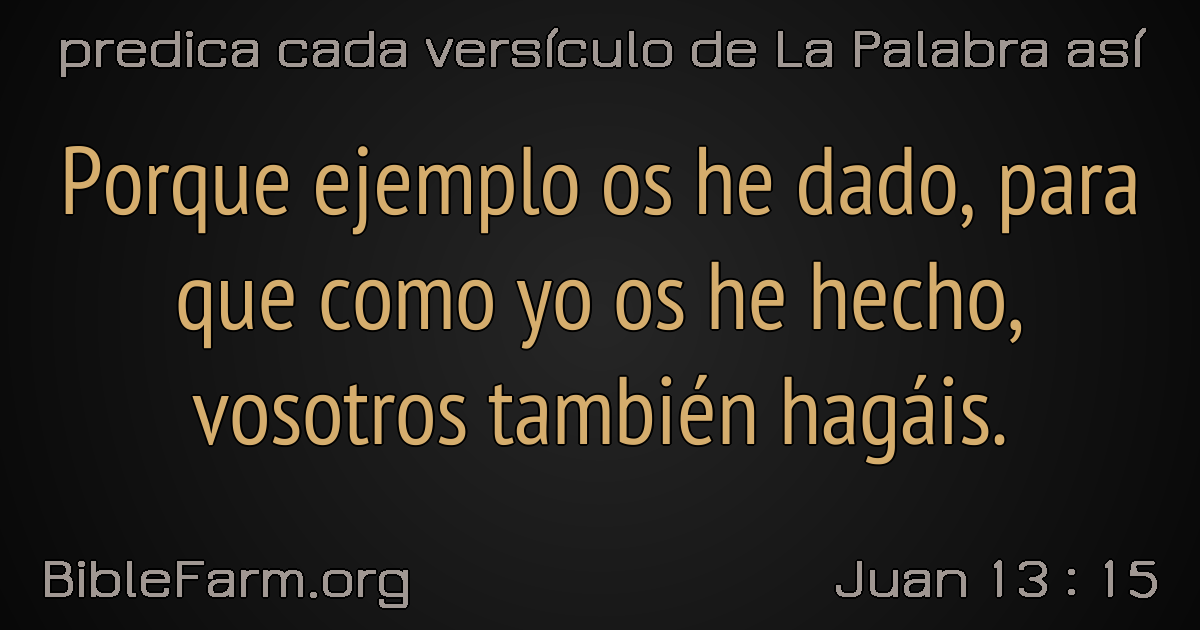 predica cada versículo de La Palabra así
Porque ejemplo os he dado, para
que como yo os he hecho,
vosotros también hagáis.
BibleFarm.org
Juan 13 : 15